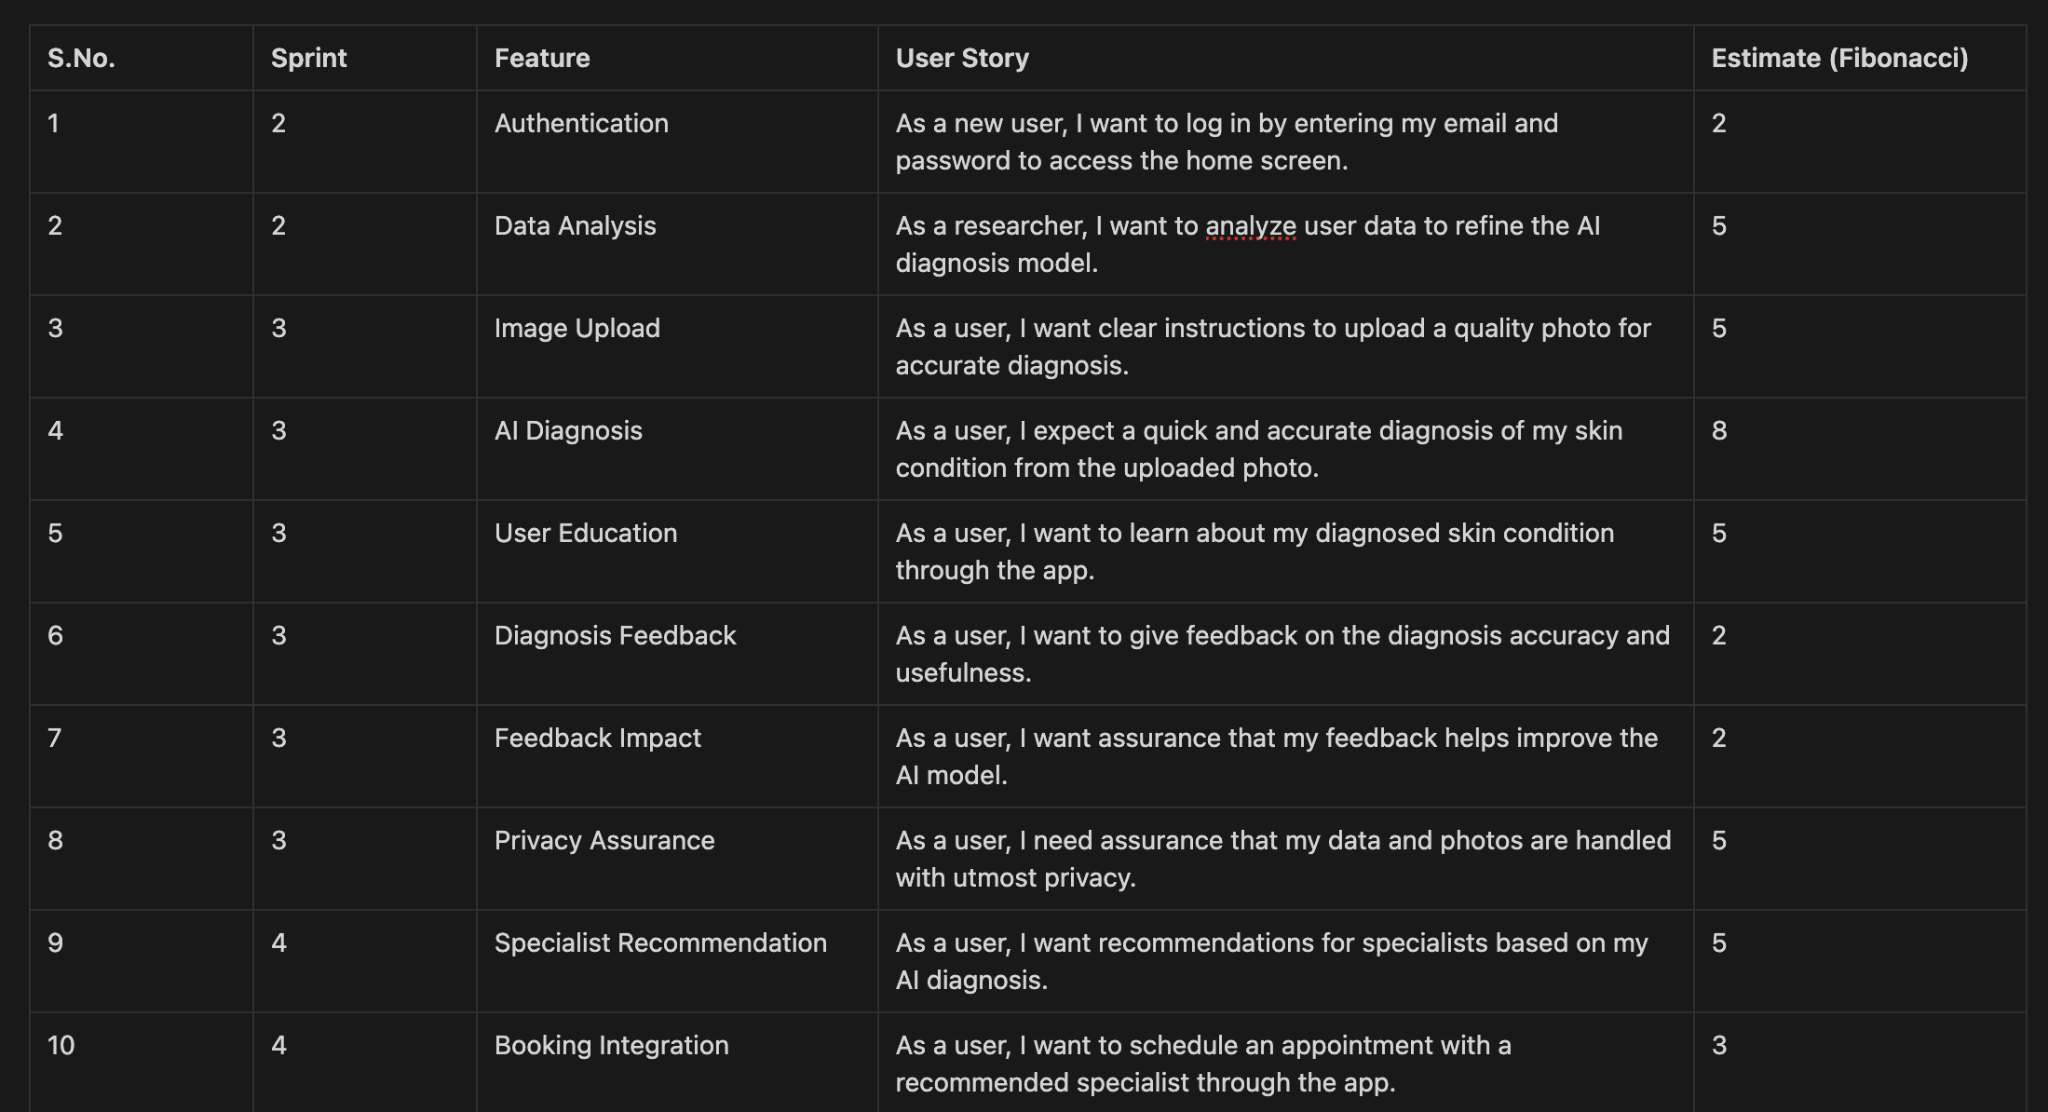 S.No. Sprint Feature User Story Estimate (Fibonacci)
1 2 Authentication As a new user, I want to log in by entering my email and 2
password to access the home screen.
2 2 Data Analysis As a researcher, I want to analyze user data to refine the AI 5
diagnosis model.
3 3 Image Upload As a user, I want clear instructions to upload a quality photo for 5
accurate diagnosis.
4 3 AI Diagnosis As a user, I expect a quick and accurate diagnosis of my skin 8
condition from the uploaded photo.
5 3 User Education As a user, I want to learn about my diagnosed skin condition 5
through the app.
6 3 Diagnosis Feedback As a user, I want to give feedback on the diagnosis accuracy and 2
usefulness.
7 3 Feedback Impact As a user, I want assurance that my feedback helps improve the 2
AI model.
8 3 Privacy Assurance As a user, I need assurance that my data and photos are handled 5
with utmost privacy.
9 4 Specialist Recommendation As a user, I want recommendations for specialists based on my 5
AI diagnosis.
10 4 Booking Integration As a user, I want to schedule an appointment with a 3
recommended specialist through the app.